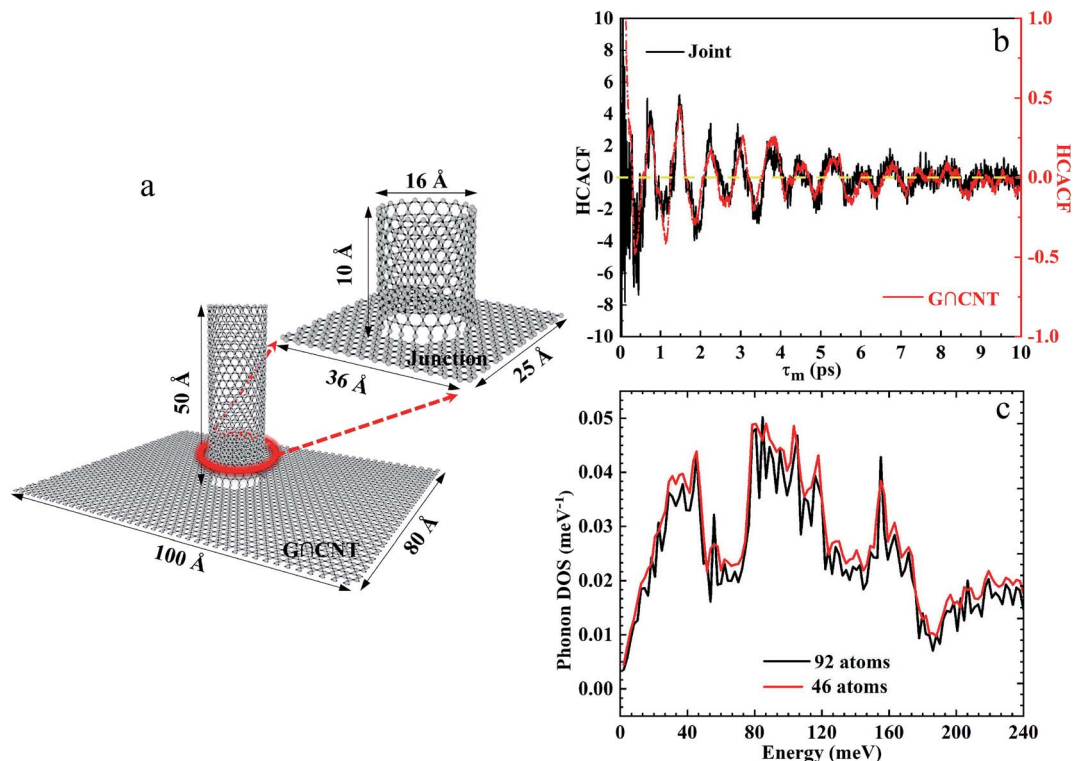 a
16 Å
10 Å
Junction
36 Å
25 Å
50 Å
G∩CNT
100 Å
80 Å
b
Joint
G∩CNT
HCACF
HCACF
10
8
6
4
2
0
-2
-4
-6
-8
-10
1.0
0.5
0.0
-0.5
-1.0
0 1 2 3 4 5 6 7 8 9 10
τm (ps)
c
Phonon DOS (meV⁻¹)
0.05
0.04
0.03
0.02
0.01
0.00
92 atoms
46 atoms
0 40 80 120 160 200 240
Energy (meV)